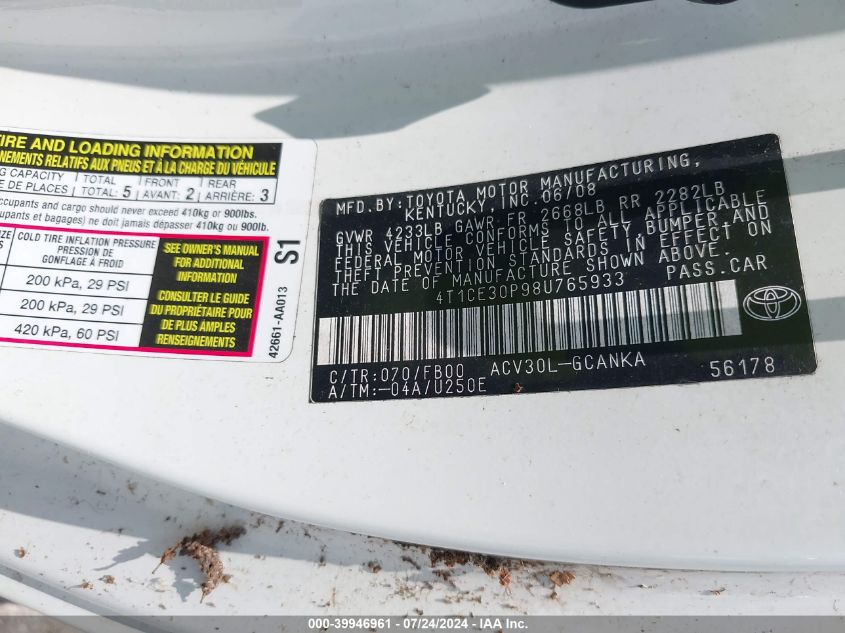 TIRE AND LOADING INFORMATION
RELATIFS AUX PNEUS ET À LA CHARGE DU VÉHICULE
CAPACITY TOTAL FRONT REAR
DE PLACES TOTAL: 5 AVANT: 2 ARRIÈRE: 3
occupants and cargo should never exceed 410kg or 900lbs.
occupants et bagages) ne doit jamais dépasser 410kg ou 900lb.
COLD TIRE INFLATION PRESSURE
PRESSION DE
GONFLAGE À FROID
200 kPa, 29 PSI
200 kPa, 29 PSI
420 kPa, 60 PSI
SEE OWNER'S MANUAL
FOR ADDITIONAL
INFORMATION
CONSULTER LE GUIDE
DU PROPRIÉTAIRE POUR
DE PLUS AMPLES
RENSEIGNEMENTS
S1
42661-AA013
MFD.BY:TOYOTA MOTOR MANUFACTURING,
KENTUCKY, INC.06/08
GVWR 4233LB GAWR FR 2668LB RR 2282LB
THIS VEHICLE CONFORMS TO ALL APPLICABLE
FEDERAL MOTOR VEHICLE SAFETY,BUMPER,AND
THEFT PREVENTION STANDARDS IN EFFECT ON
THE DATE OF MANUFACTURE SHOWN ABOVE.
4T1CE30P98U765933 PASS.CAR
C/TR:070/FB00 ACV30L-GCANKA 56178
A/TM:-04A/U250E
000-39946961 - 07/24/2024 - IAA Inc.